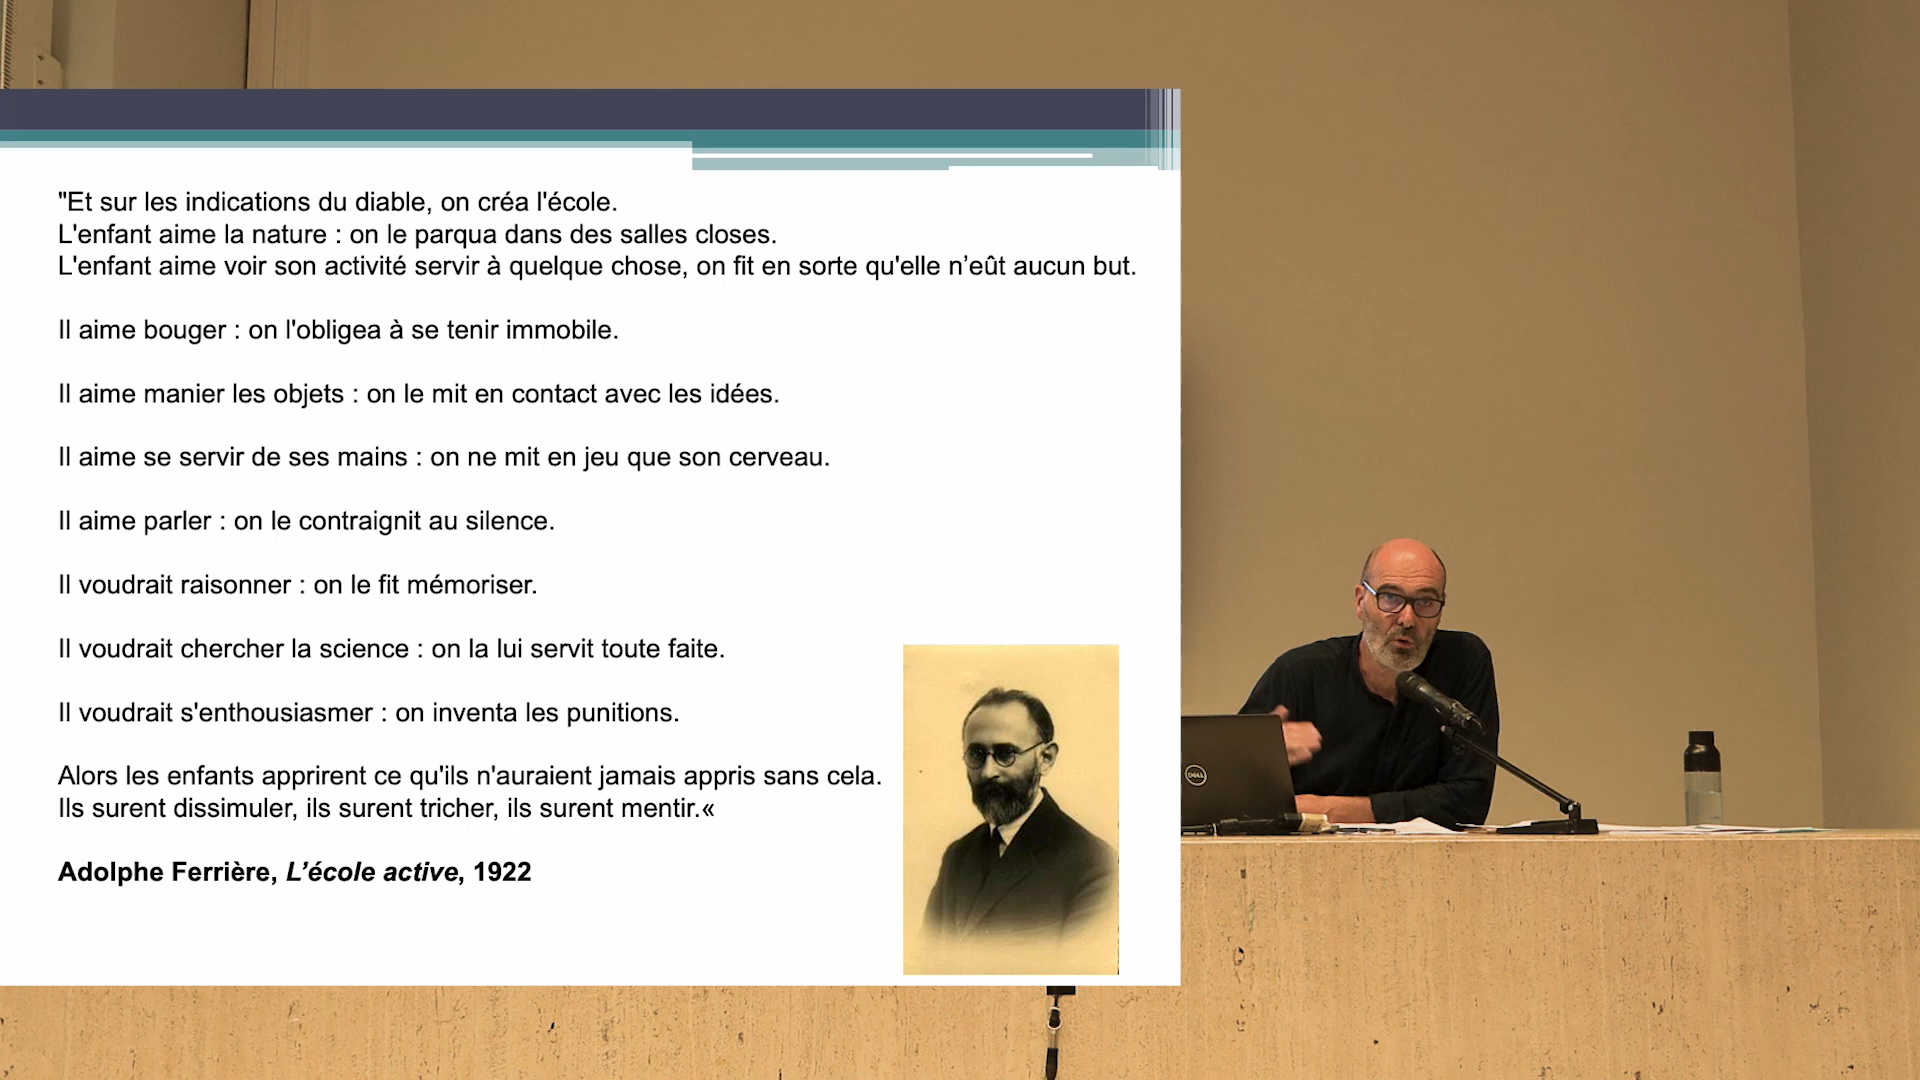 "Et sur les indications du diable, on créa l'école.
L'enfant aime la nature : on le parqua dans des salles closes.
L'enfant aime voir son activité servir à quelque chose, on fit en sorte qu'elle n’eût aucun but.
Il aime bouger : on l'obligea à se tenir immobile.
Il aime manier les objets : on le mit en contact avec les idées.
Il aime se servir de ses mains : on ne mit en jeu que son cerveau.
Il aime parler : on le contraignit au silence.
Il voudrait raisonner : on le fit mémoriser.
Il voudrait chercher la science : on la lui servit toute faite.
Il voudrait s'enthousiasmer : on inventa les punitions.
Alors les enfants apprirent ce qu'ils n'auraient jamais appris sans cela.
Ils surent dissimuler, ils surent tricher, ils surent mentir.«
Adolphe Ferrière, L’école active, 1922
DELL